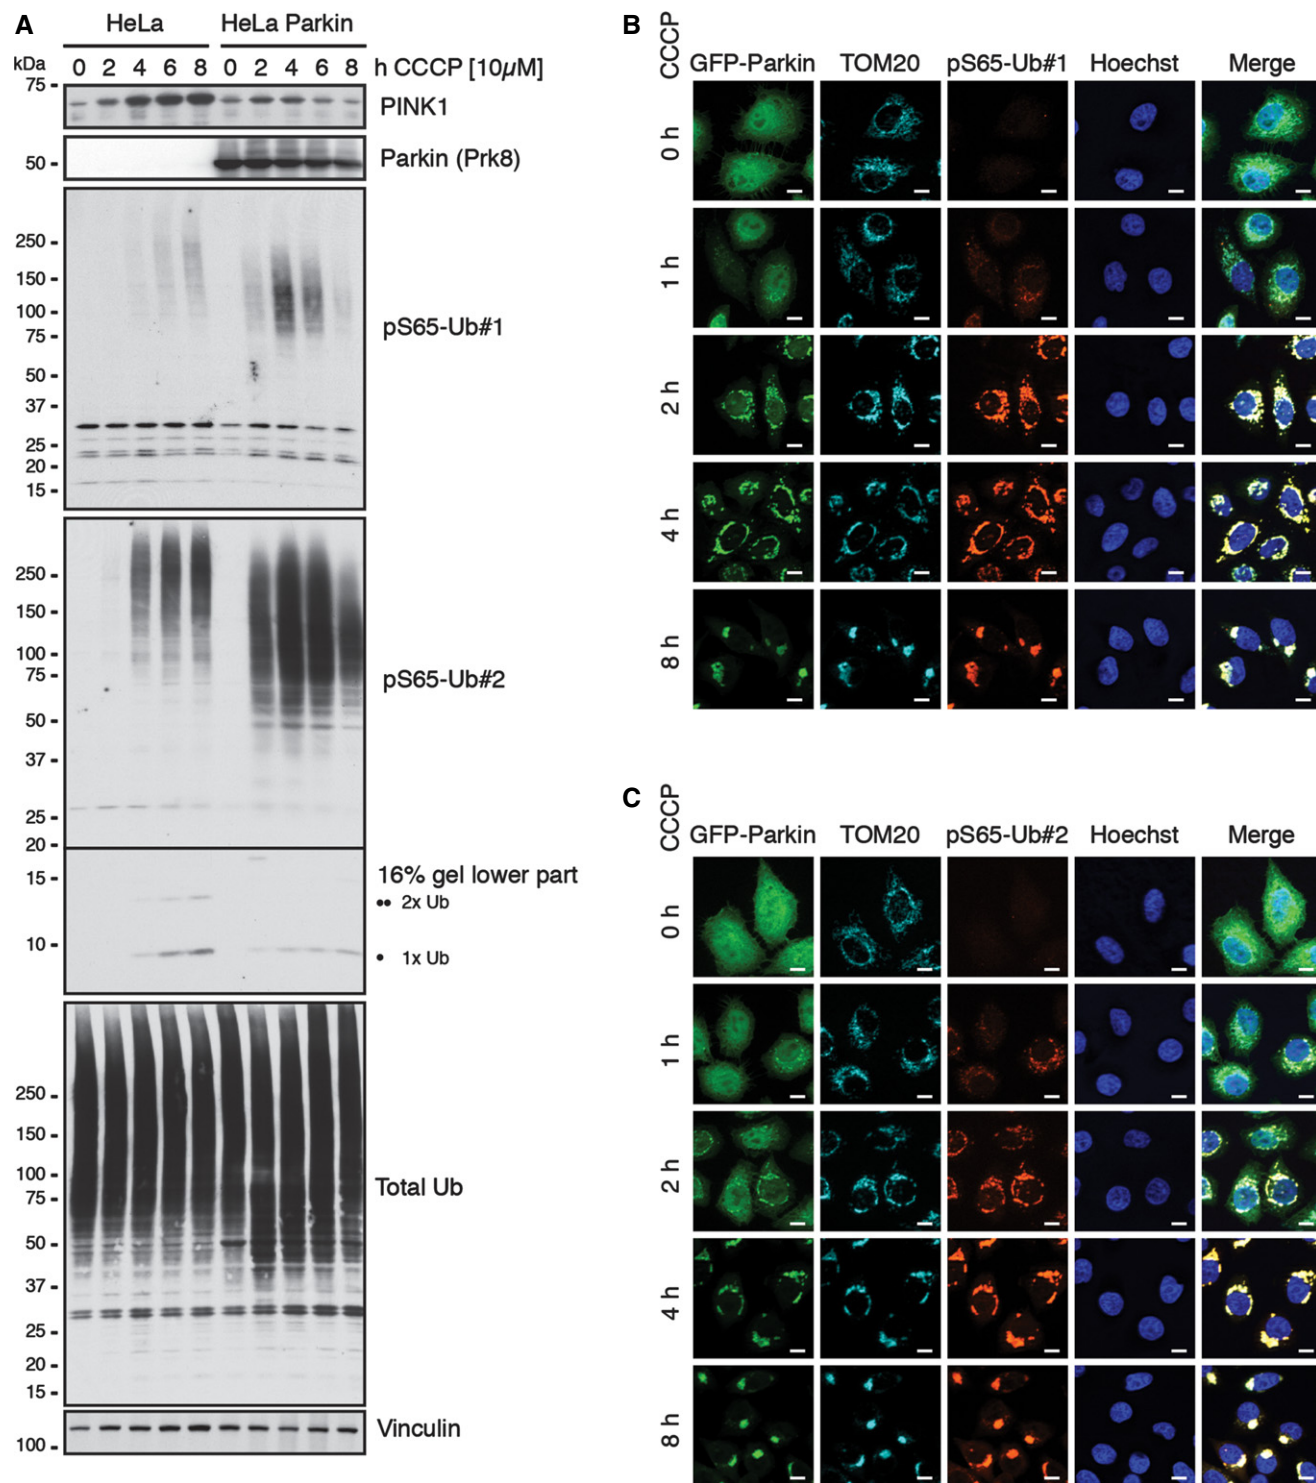 A
HeLa HeLa Parkin
kDa 0 2 4 6 8 0 2 4 6 8 h CCCP [10µM]
75
PINK1
50 Parkin (Prk8)
250
150
100
75
50
37
25
20
15
pS65-Ub#1
250
150
100
75
50
37
25
20
pS65-Ub#2
15
10
16% gel lower part
•• 2x Ub
• 1x Ub
250
150
100
75
50
37
25
20
15
Total Ub
100
Vinculin
B
CCCP
GFP-Parkin TOM20 pS65-Ub#1 Hoechst Merge
0 h
1 h
2 h
4 h
8 h
C
CCCP
GFP-Parkin TOM20 pS65-Ub#2 Hoechst Merge
0 h
1 h
2 h
4 h
8 h